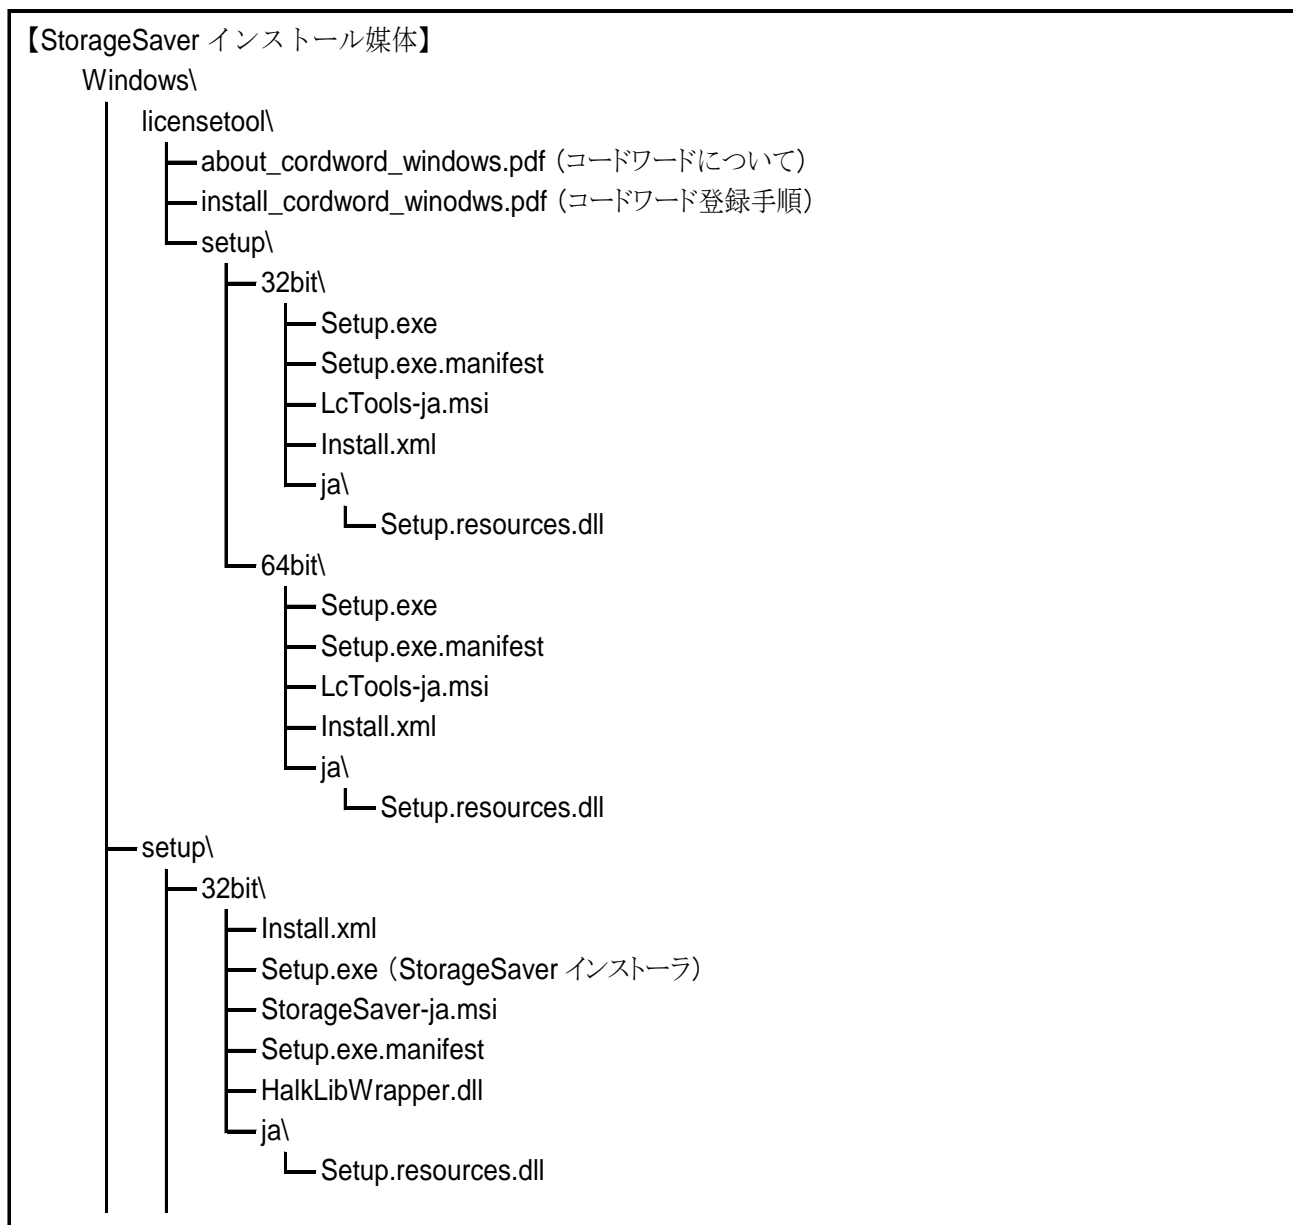 【StorageSaver インストール媒体】
Windows\
licensetool\
about_cordword_windows.pdf（コードワードについて）
install_cordword_winodws.pdf（コードワード登録手順）
setup\
32bit\
Setup.exe
Setup.exe.manifest
LcTools-ja.msi
Install.xml
ja\
Setup.resources.dll
64bit\
Setup.exe
Setup.exe.manifest
LcTools-ja.msi
Install.xml
ja\
Setup.resources.dll
setup\
32bit\
Install.xml
Setup.exe（StorageSaver インストーラ）
StorageSaver-ja.msi
Setup.exe.manifest
HalkLibWrapper.dll
ja\
Setup.resources.dll